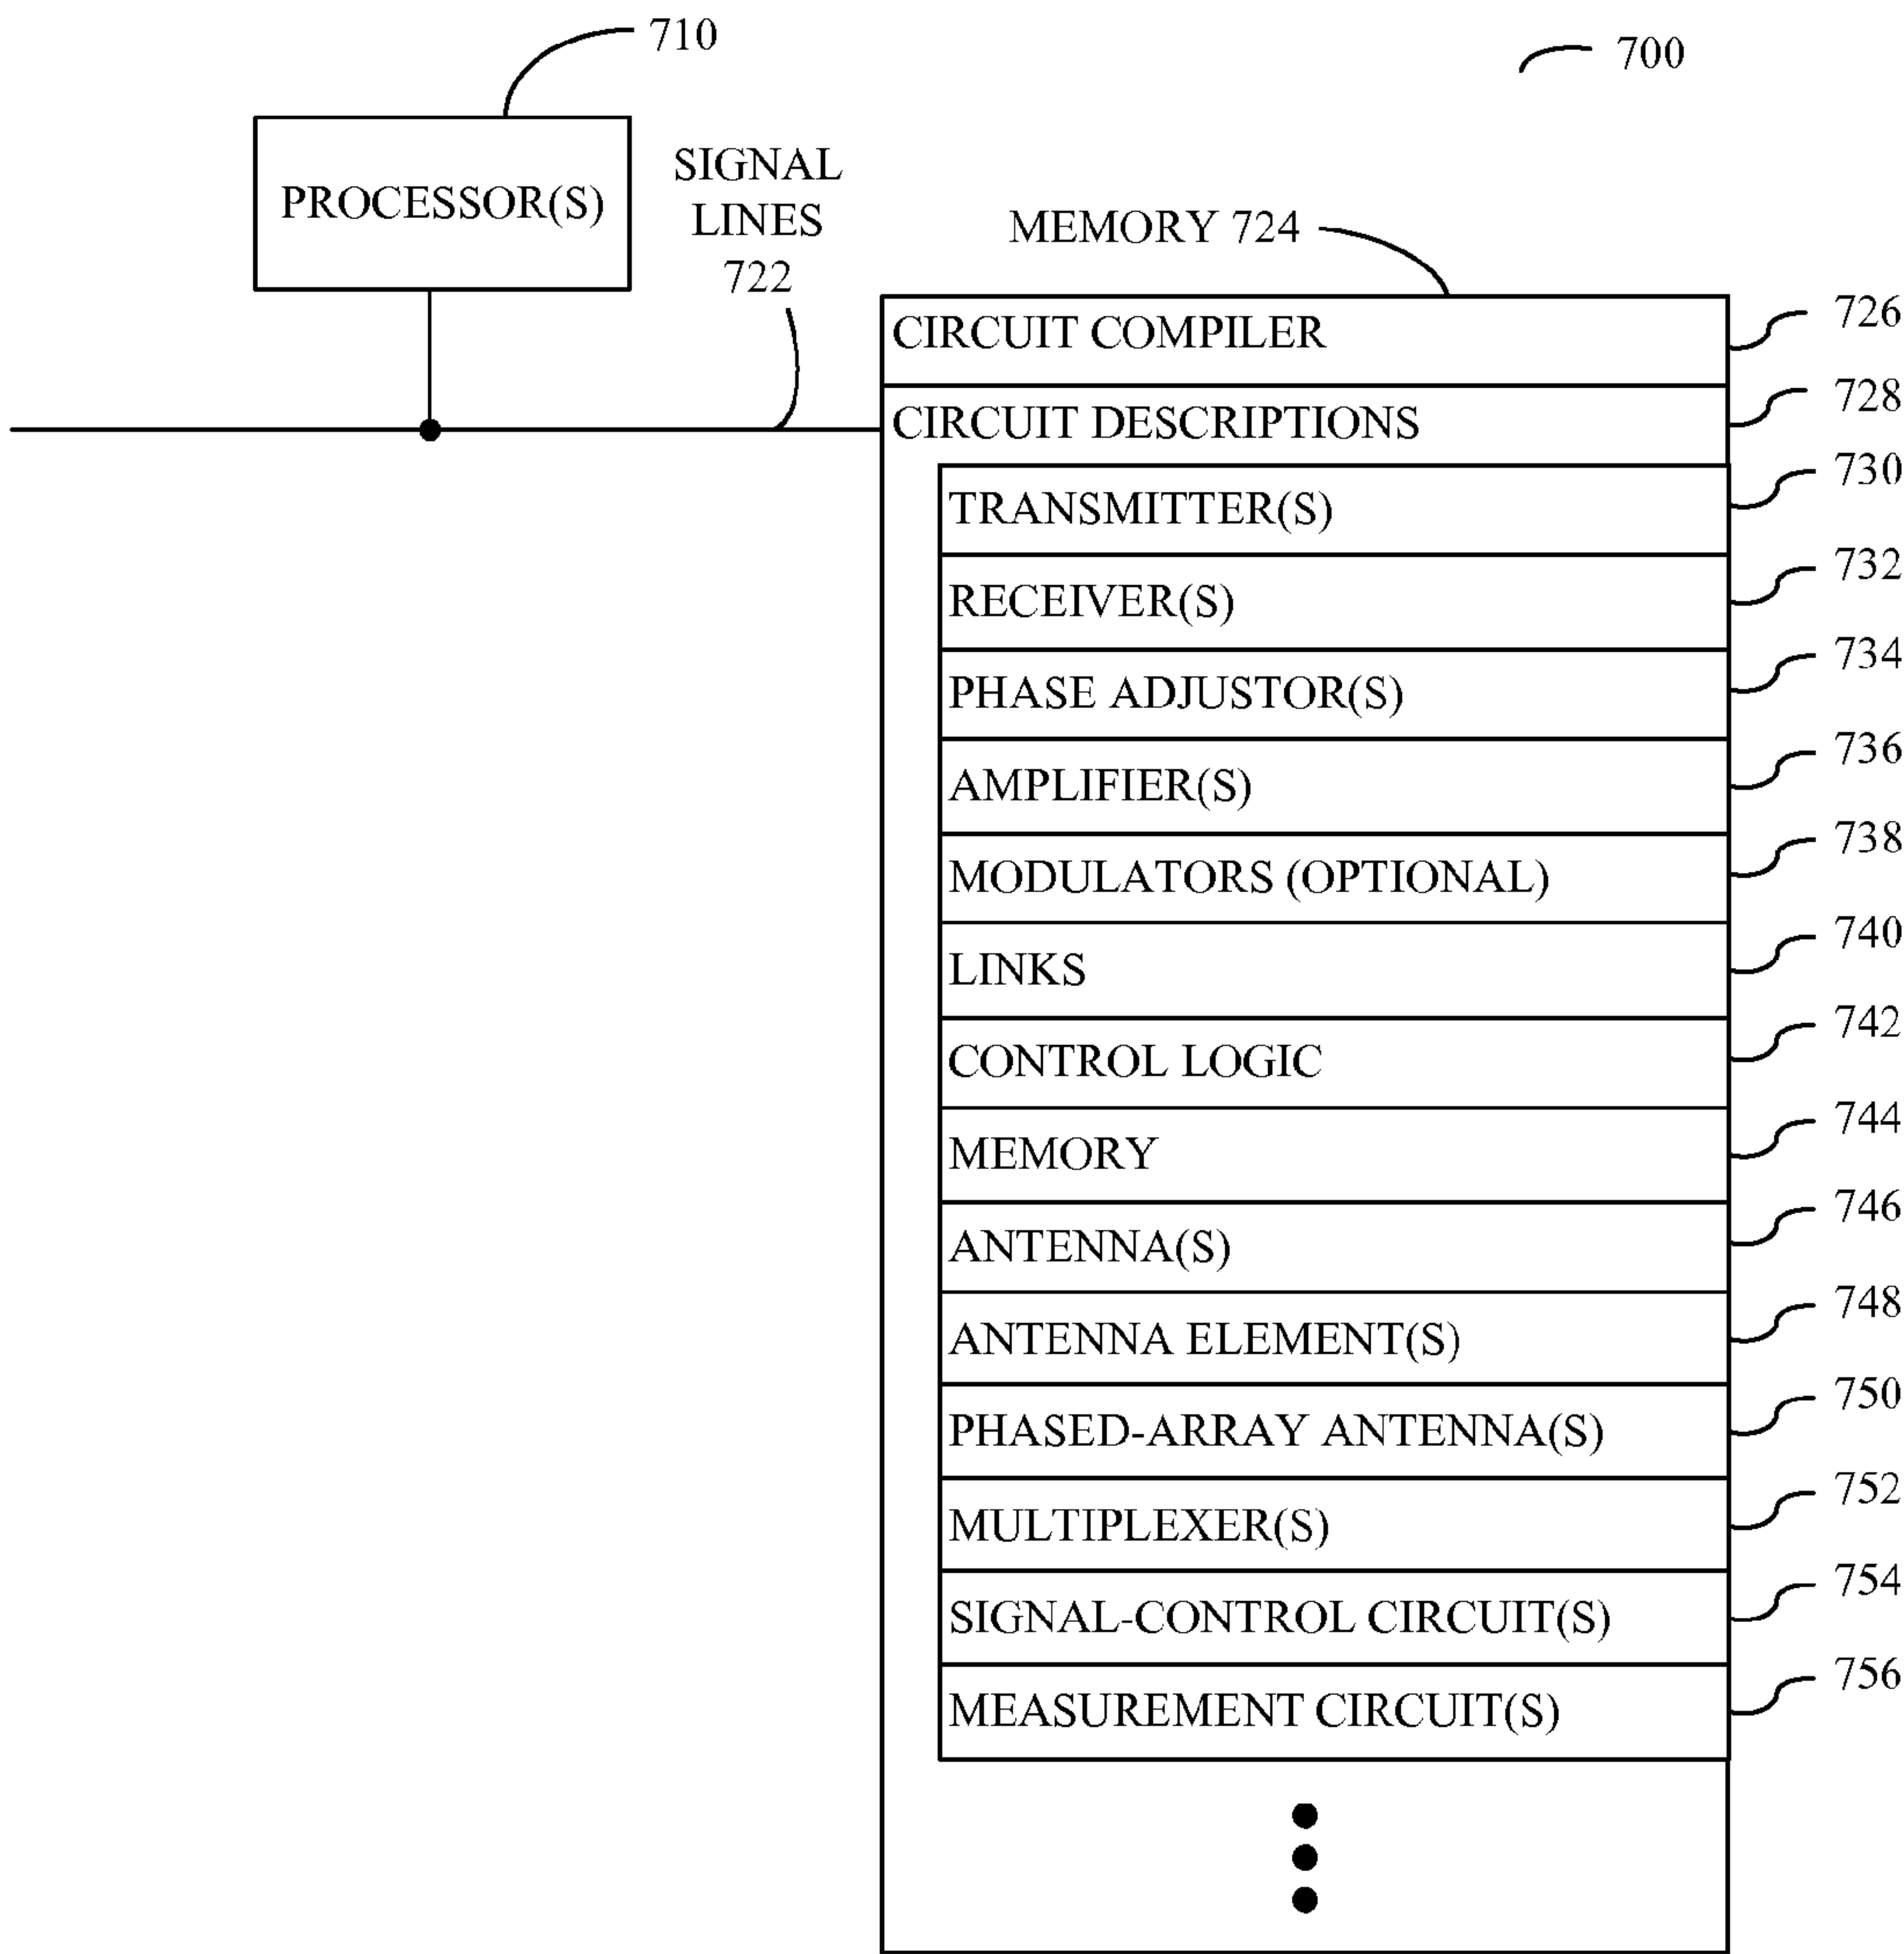 710
700
PROCESSOR(S)
SIGNAL
LINES
722
MEMORY 724
CIRCUIT COMPILER
726
CIRCUIT DESCRIPTIONS
728
TRANSMITTER(S)
730
RECEIVER(S)
732
PHASE ADJUSTOR(S)
734
AMPLIFIER(S)
736
MODULATORS (OPTIONAL)
738
LINKS
740
CONTROL LOGIC
742
MEMORY
744
ANTENNA(S)
746
ANTENNA ELEMENT(S)
748
PHASED-ARRAY ANTENNA(S)
750
MULTIPLEXER(S)
752
SIGNAL-CONTROL CIRCUIT(S)
754
MEASUREMENT CIRCUIT(S)
756